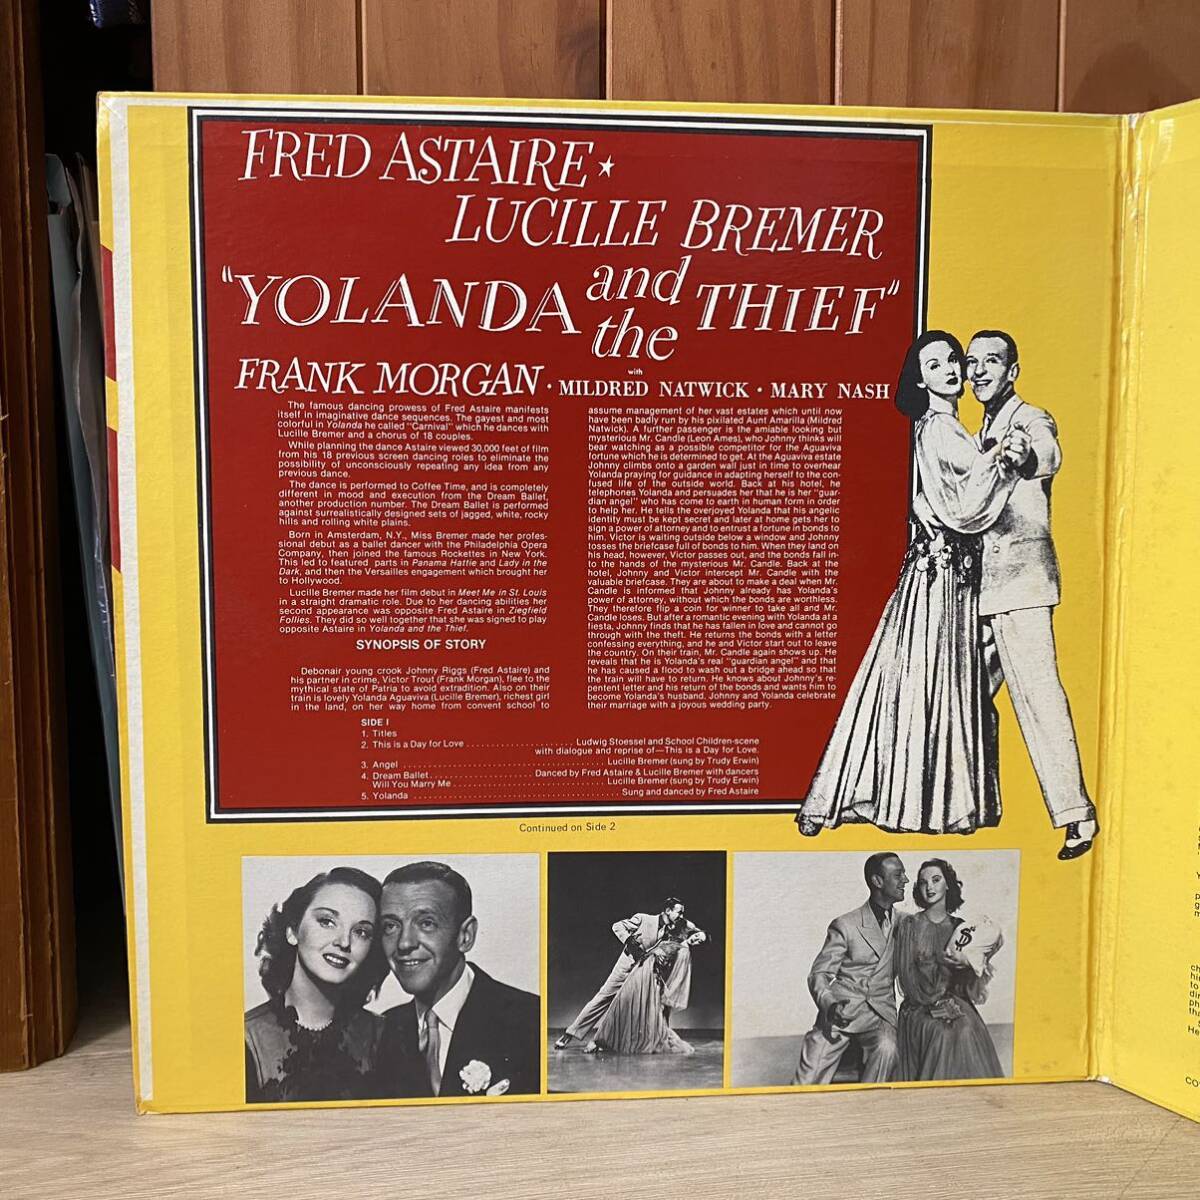 FRED ASTAIRE★
LUCILLE BREMER
"YOLANDA and the THIEF"
with
FRANK MORGAN · MILDRED NATWICK · MARY NASH
The famous dancing prowess of Fred Astaire manifests
itself in imaginative dance sequences. The gayest and most
colorful in Yolanda he called "Carnival" which he dances with
Lucille Bremer and a chorus of 18 couples.
While planning the dance Astaire viewed 30,000 feet of film
from his 18 previous screen dancing roles to eliminate the
possibility of unconsciously repeating any idea from any
previous dance.
The dance is performed to Coffee Time, and is completely
different in mood and execution from the Dream Ballet,
another production number. The Dream Ballet is performed
against surrealistically designed sets of jagged, white, rocky
hills and rolling white plains.
Born in Amsterdam, N.Y., Miss Bremer made her profes-
sional debut as a ballet dancer with the Philadelphia Opera
Company, then joined the famous Rockettes in New York.
This led to featured parts in Panama Hattie and Lady in the
Dark, and then the Versailles engagement which brought her
to Hollywood.
Lucille Bremer made her film debut in Meet Me in St. Louis
in a straight dramatic role. Due to her dancing abilities her
second appearance was opposite Fred Astaire in Ziegfield
Follies. They did so well together that she was signed to play
opposite Astaire in Yolanda and the Thief.
SYNOPSIS OF STORY
Debonair young crook Johnny Riggs (Fred Astaire) and
his partner in crime, Victor Trout (Frank Morgan), flee to the
mythical state of Patria to avoid extradition. Also on their
train is lovely Yolanda Aguaviva (Lucille Bremer), richest girl
in the land, on her way home from convent school to
assume management of her vast estates which until now
have been badly run by his pixilated Aunt Amarilla (Mildred
Natwick). A further passenger is the amiable looking but
mysterious Mr. Candle (Leon Ames), who Johnny thinks will
bear watching as a possible competitor for the Aguaviva
fortune which he is determined to get. At the Aguaviva estate
Johnny climbs onto a garden wall just in time to overhear
Yolanda praying for guidance in adapting herself to the con-
fused life of the outside world. Back at his hotel, he
telephones Yolanda and persuades her that he is her "guar-
dian angel" who has come to earth in human form in order
to help her. He tells the overjoyed Yolanda that his angelic
identity must be kept secret and later at home gets her to
sign a power of attorney and to entrust a fortune in bonds to
him. Victor is waiting outside below a window and Johnny
tosses the briefcase full of bonds to him. When they land on
his head, however, Victor passes out, and the bonds fall in-
to the hands of the mysterious Mr. Candle. Back at the
hotel, Johnny and Victor intercept Mr. Candle with the
valuable briefcase. They are about to make a deal when Mr.
Candle is informed that Johnny already has Yolanda's
power of attorney, without which the bonds are worthless.
They therefore flip a coin for winner to take all and Mr.
Candle loses. But after a romantic evening with Yolanda at a
fiesta, Johnny finds that he has fallen in love and cannot go
through with the theft. He returns the bonds with a letter
confessing everything, and he and Victor start out to leave
the country. On their train, Mr. Candle again shows up. He
reveals that he is Yolanda's real "guardian angel" and that
he has caused a flood to wash out a bridge ahead so that
the train will have to return. He knows about Johnny's re-
pentent letter and his return of the bonds and wants him to
become Yolanda's husband. Johnny and Yolanda celebrate
their marriage with a joyous wedding party.
SIDE I
1. Titles
2. This is a Day for Love ..................... Ludwig Stoessel and School Children-scene
with dialogue and reprise of—This is a Day for Love.
3. Angel ....................................... Lucille Bremer (sung by Trudy Erwin)
4. Dream Ballet.................... Danced by Fred Astaire & Lucille Bremer with dancers
Will You Marry Me.............................. Lucille Bremer (sung by Trudy Erwin)
5. Yolanda ........................................ Sung and danced by Fred Astaire
Continued on Side 2
$